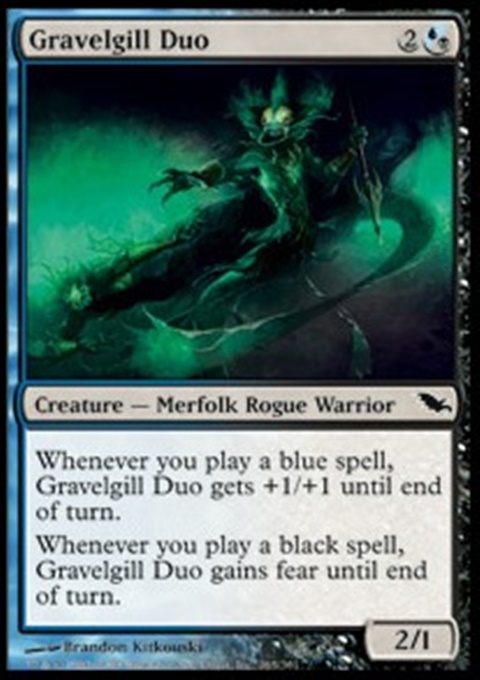 Gravelgill Duo 2
Creature — Merfolk Rogue Warrior
Whenever you play a blue spell,
Gravelgill Duo gets +1/+1 until end
of turn.
Whenever you play a black spell,
Gravelgill Duo gains fear until end
of turn.
Brandon Kitkouski
2/1